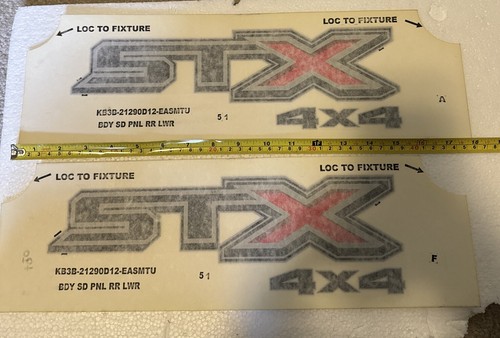 LOC TO FIXTURE
LOC TO FIXTURE
STX
4x4
KB3B-21290D12-EASMTU
51
BDY SD PNL RR LWR
A
LOC TO FIXTURE
LOC TO FIXTURE
STX
4x4
KB3B-21290D12-EASMTU
51
BDY SD PNL RR LWR
F